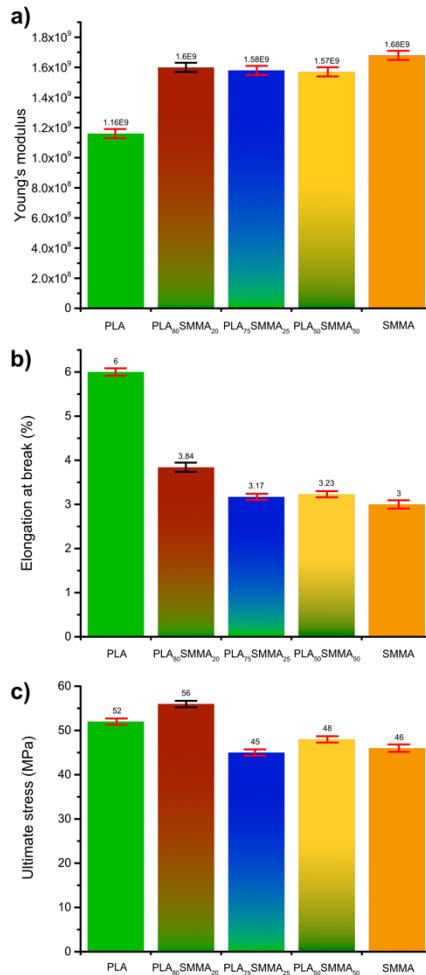 a)
Young's modulus
1.8x10⁹
1.6x10⁹
1.4x10⁹
1.2x10⁹
1.0x10⁹
8.0x10⁸
6.0x10⁸
4.0x10⁸
2.0x10⁸
0
1.16E9
1.6E9
1.58E9
1.57E9
1.68E9
PLA PLA₈₀SMMA₂₀ PLA₇₅SMMA₂₅ PLA₅₀SMMA₅₀ SMMA
b)
Elongation at break (%)
6
5
4
3
2
1
0
6
3.84
3.17
3.23
3
PLA PLA₈₀SMMA₂₀ PLA₇₅SMMA₂₅ PLA₅₀SMMA₅₀ SMMA
c)
Ultimate stress (MPa)
60
50
40
30
20
10
0
52
56
45
48
46
PLA PLA₈₀SMMA₂₀ PLA₇₅SMMA₂₅ PLA₅₀SMMA₅₀ SMMA